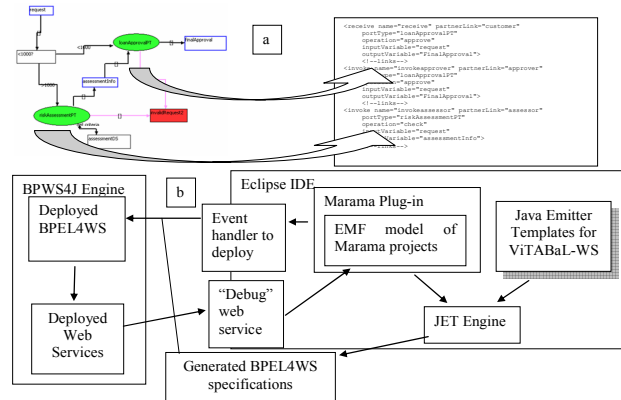 request
<1000
loanApprovalPT
finalApproval
a
<1000?
>1000
assessmentInfo
riskAssessmentPT
invalidRequest2
criteria
assessmentDS
<receive name="receive" partnerLink="customer"
portType="loanApprovalPT"
operation="approve"
inputVariable="request"
outputVariable="FinalApproval">
<!--links-->
<invoke name="invokeapprover" partnerLink="approver"
portType="loanApprovalPT"
operation="approve"
inputVariable="request"
outputVariable="FinalApproval">
<!--links-->
<invoke name="invokeassessor" partnerLink="assessor"
portType="riskAssessmentPT"
operation="check"
inputVariable="request"
outputVariable="assessmentInfo">
BPWS4J Engine
b
Eclipse IDE
Deployed
BPEL4WS
Event
handler to
deploy
Marama Plug-in
EMF model of
Marama projects
Java Emitter
Templates for
ViTABaL-WS
Deployed
Web
Services
"Debug"
web
service
JET Engine
Generated BPEL4WS
specifications